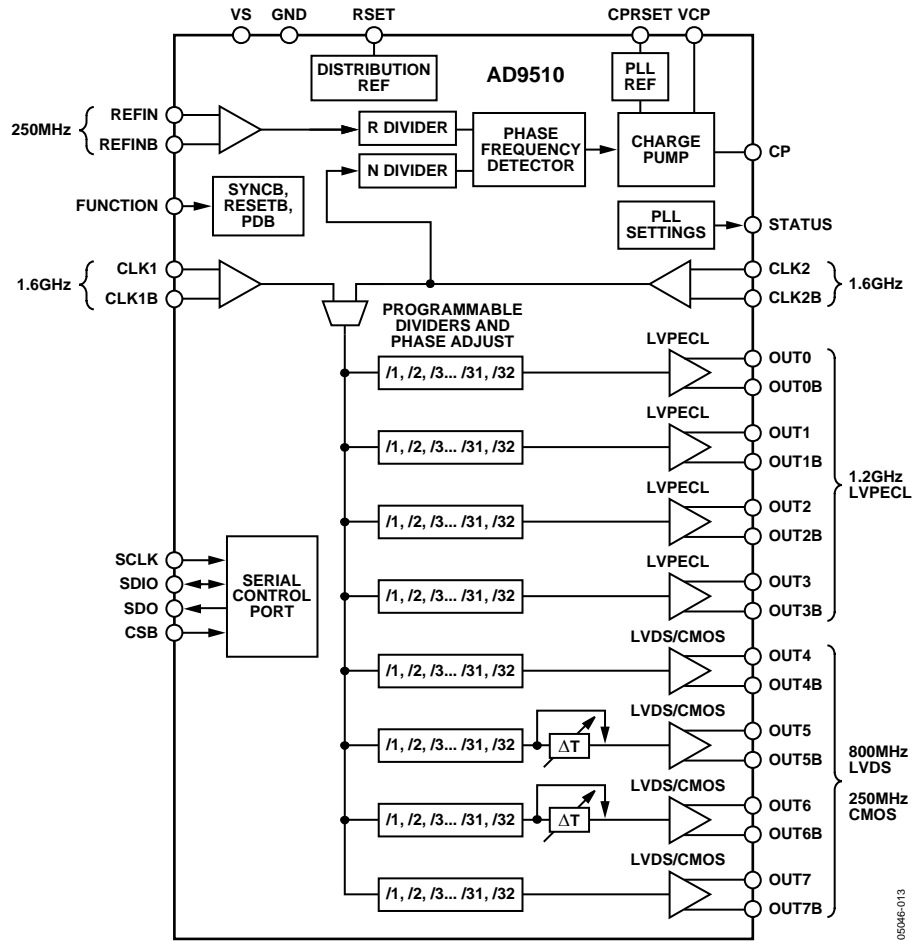 VS GND RSET CPRSET VCP
DISTRIBUTION
REF
AD9510
PLL
REF
250MHz
REFIN
REFINB
R DIVIDER
N DIVIDER
PHASE
FREQUENCY
DETECTOR
CHARGE
PUMP
CP
FUNCTION
SYNCB,
RESETB,
PDB
PLL
SETTINGS
STATUS
1.6GHz
CLK1
CLK1B
CLK2
CLK2B
1.6GHz
PROGRAMMABLE
DIVIDERS AND
PHASE ADJUST
LVPECL
/1, /2, /3... /31, /32
OUT0
OUT0B
LVPECL
/1, /2, /3... /31, /32
OUT1
OUT1B
1.2GHz
LVPECL
LVPECL
/1, /2, /3... /31, /32
OUT2
OUT2B
LVPECL
/1, /2, /3... /31, /32
OUT3
OUT3B
SCLK
SDIO
SDO
CSB
SERIAL
CONTROL
PORT
LVDS/CMOS
/1, /2, /3... /31, /32
OUT4
OUT4B
LVDS/CMOS
/1, /2, /3... /31, /32
ΔT
OUT5
OUT5B
800MHz
LVDS
250MHz
CMOS
LVDS/CMOS
/1, /2, /3... /31, /32
ΔT
OUT6
OUT6B
LVDS/CMOS
/1, /2, /3... /31, /32
OUT7
OUT7B
05046-013